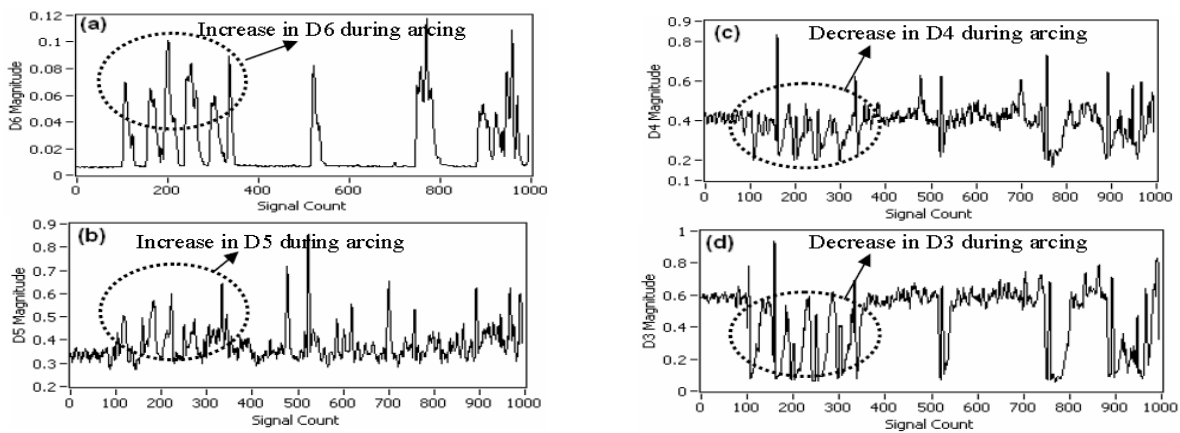 (a)
Increase in D6 during arcing
0.12
0.1
0.08
0.06
0.04
0.02
0
D6 Magnitude
0 200 400 600 800 1000
Signal Count
(b)
Increase in D5 during arcing
0.9
0.8
0.7
0.6
0.5
0.4
0.3
0.2
D5 Magnitude
0 100 200 300 400 500 600 700 800 900 1000
Signal Count
(c)
Decrease in D4 during arcing
0.9
0.8
0.6
0.4
0.2
0.1
D4 Magnitude
0 100 200 300 400 500 600 700 800 900 1000
Signal Count
(d)
Decrease in D3 during arcing
1
0.8
0.6
0.4
0.2
0
D3 Magnitude
0 100 200 300 400 500 600 700 800 900 1000
Signal Count